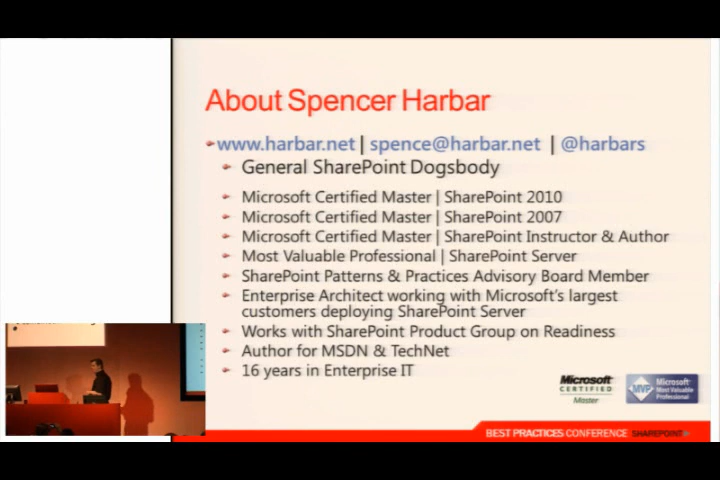 About Spencer Harbar
www.harbar.net | spence@harbar.net | @harbars
General SharePoint Dogsbody
Microsoft Certified Master | SharePoint 2010
Microsoft Certified Master | SharePoint 2007
Microsoft Certified Master | SharePoint Instructor & Author
Most Valuable Professional | SharePoint Server
SharePoint Patterns & Practices Advisory Board Member
Enterprise Architect working with Microsoft's largest
customers deploying SharePoint Server
Works with SharePoint Product Group on Readiness
Author for MSDN & TechNet
16 years in Enterprise IT
Microsoft
CERTIFIED
Master
MVP
Microsoft
Most Valuable
Professional
BEST PRACTICES CONFERENCE SHAREPOINT